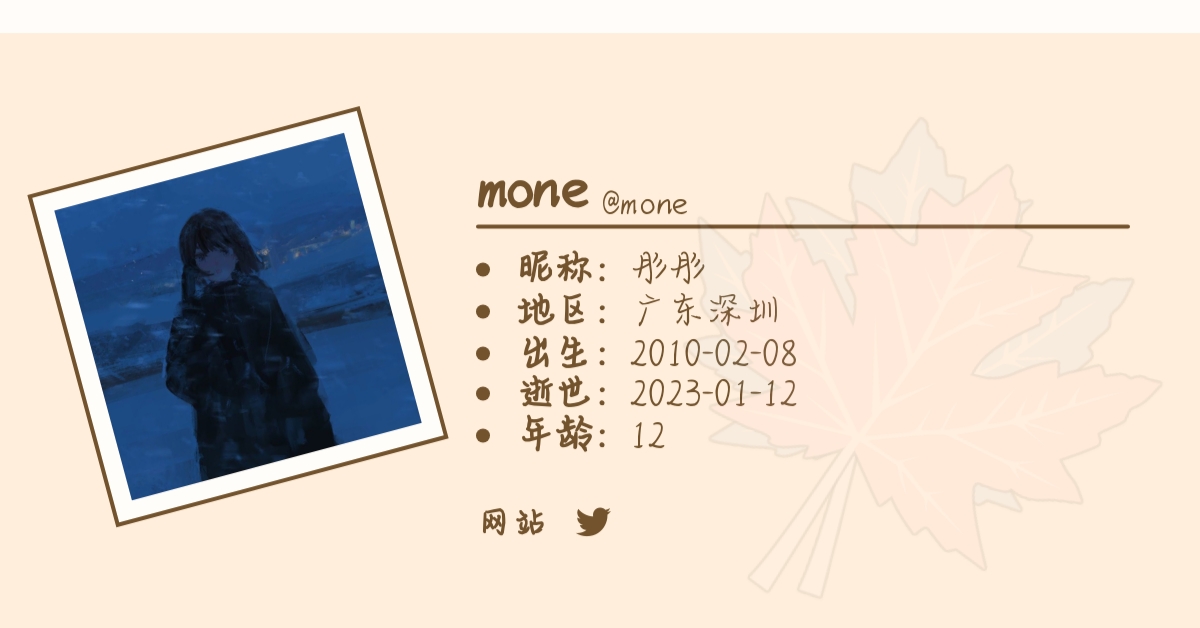 mone @mone
昵称：彤彤
地区：广东深圳
出生：2010-02-08
逝世：2023-01-12
年龄：12
网站